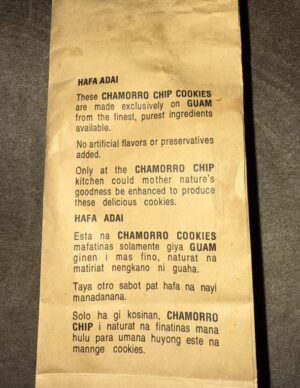 HAFA ADAI
These CHAMORRO CHIP COOKIES
are made exclusively on GUAM
from the finest, purest ingredients
available.
No artificial flavors or preservatives
added.
Only at the CHAMORRO CHIP
kitchen could mother nature's
goodness be enhanced to produce
these delicious cookies.
HAFA ADAI
Esta na CHAMORRO COOKIES
mafatinas solamente giya GUAM
ginen i mas fino, naturat na
matiriat nengkano ni guaha.
Taya otro sabot pat hafa na nayi
manadanana.
Solo ha gi kosinan, CHAMORRO
CHIP i naturat na finatinas mana
hulu para umana huyong este na
mannge cookies.